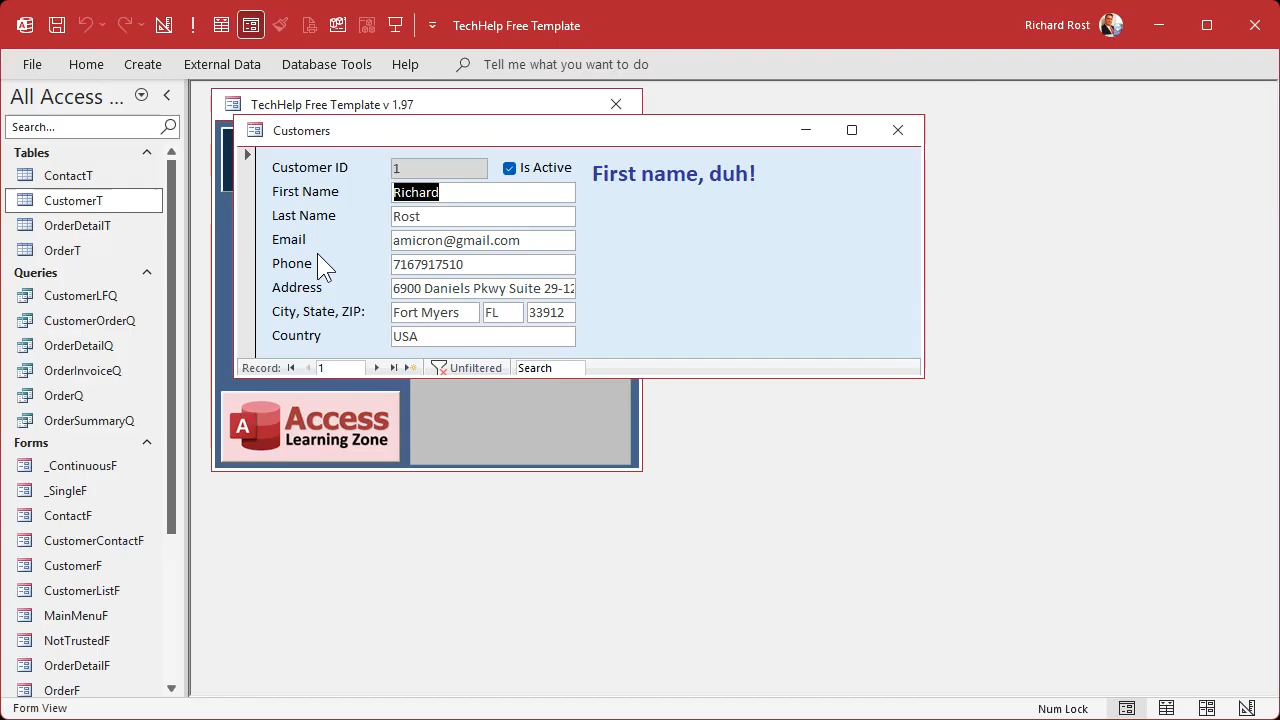 TechHelp Free Template
Richard Rost
File
Home
Create
External Data
Database Tools
Help
Tell me what you want to do
All Access ...
Search...
Tables
ContactT
CustomerT
OrderDetailT
OrderT
Queries
CustomerLFQ
CustomerOrderQ
OrderDetailQ
OrderInvoiceQ
OrderQ
OrderSummaryQ
Forms
_ContinuousF
_SingleF
ContactF
CustomerContactF
CustomerF
CustomerListF
MainMenuF
NotTrustedF
OrderDetailF
OrderF
TechHelp Free Template v 1.97
Customers
Customer ID 1 Is Active
First name, duh!
First Name Richard
Last Name Rost
Email amicron@gmail.com
Phone 7167917510
Address 6900 Daniels Pkwy Suite 29-12
City, State, ZIP: Fort Myers FL 33912
Country USA
Record: 1 Unfiltered Search
A Access
Learning Zone
Form View
Num Lock